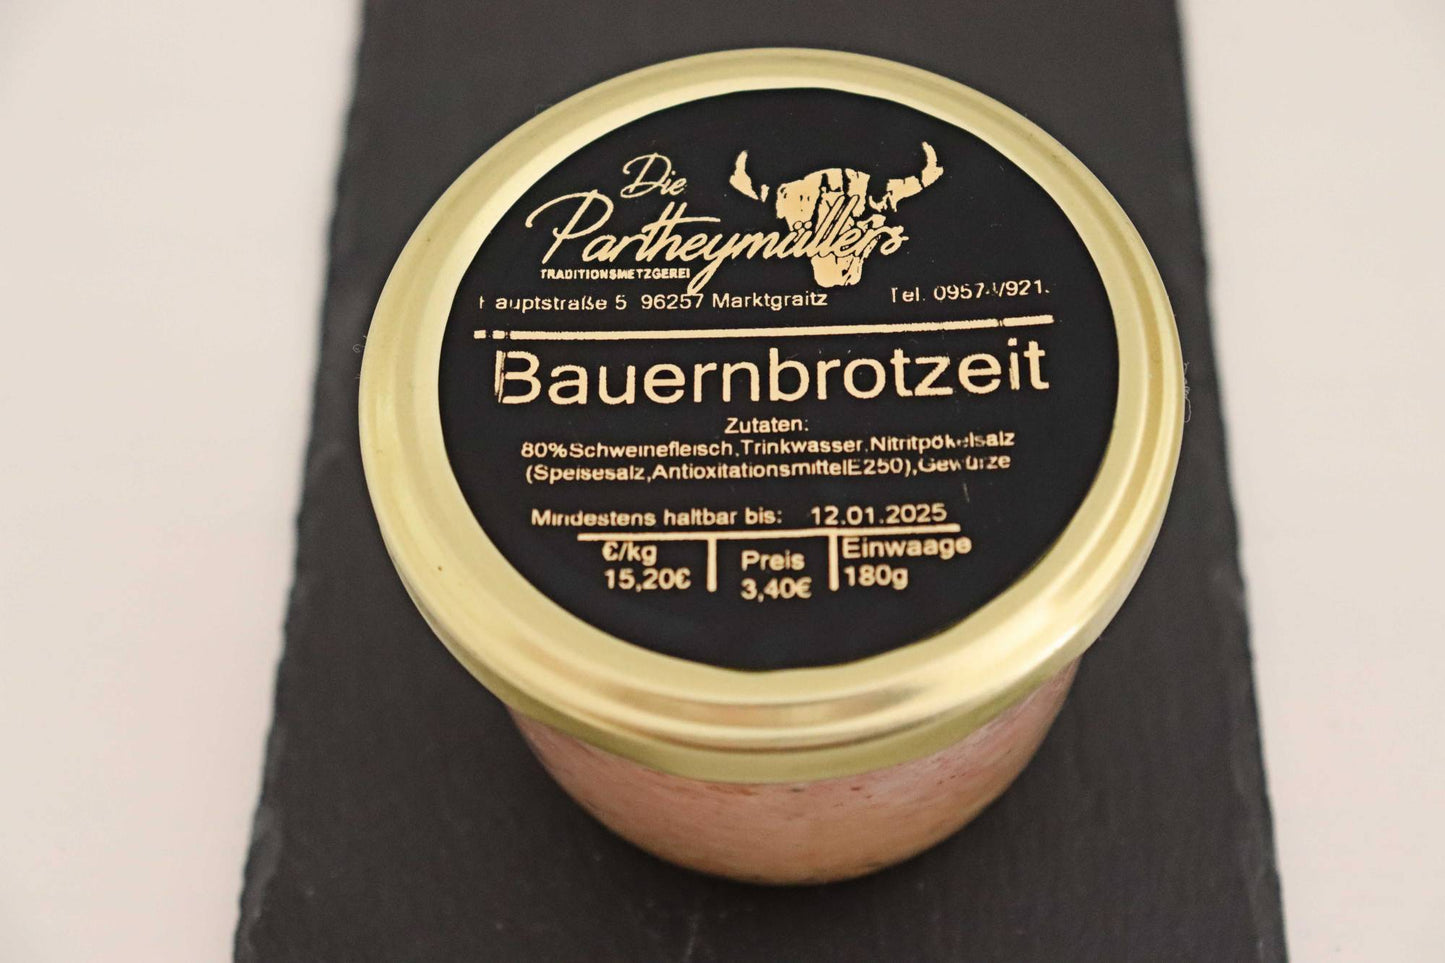 Die
Partheymüllers
TRADITIONSMETZGEREI
Hauptstraße 5 96257 Marktgraitz
Tel.
Bauernbrotzeit
Zutaten:
80%Schweinefleisch,Trinkwasser,Nitritpökelsalz
(Speisesalz,AntioxitationsmittelE250),Gewürze
Mindestens haltbar bis: 12.01.2025
€/kg Preis Einwaage
15,20€ 3,40€ 180g